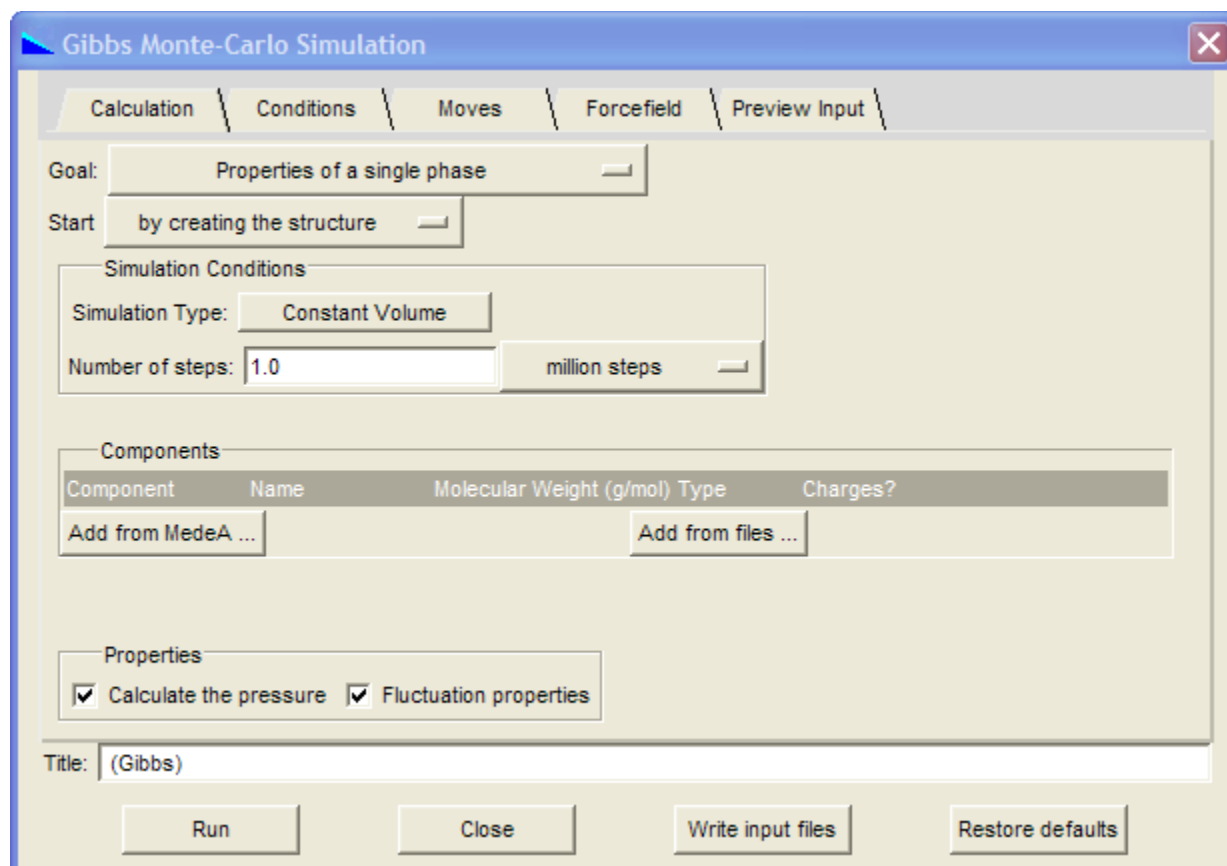 Gibbs Monte-Carlo Simulation
Calculation Conditions Moves Forcefield Preview Input
Goal: Properties of a single phase
Start by creating the structure
Simulation Conditions
Simulation Type: Constant Volume
Number of steps: 1.0 million steps
Components
Component Name Molecular Weight (g/mol) Type Charges?
Add from MedeA ... Add from files ...
Properties
Calculate the pressure Fluctuation properties
Title: (Gibbs)
Run Close Write input files Restore defaults